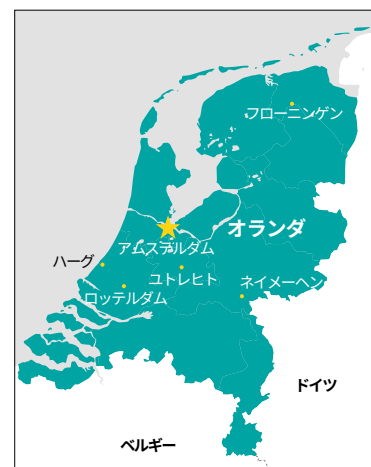 フローニンゲン
オランダ
アムステルダム
ハーグ
ユトレヒト
ネイメーヘン
ロッテルダム
ドイツ
ベルギー